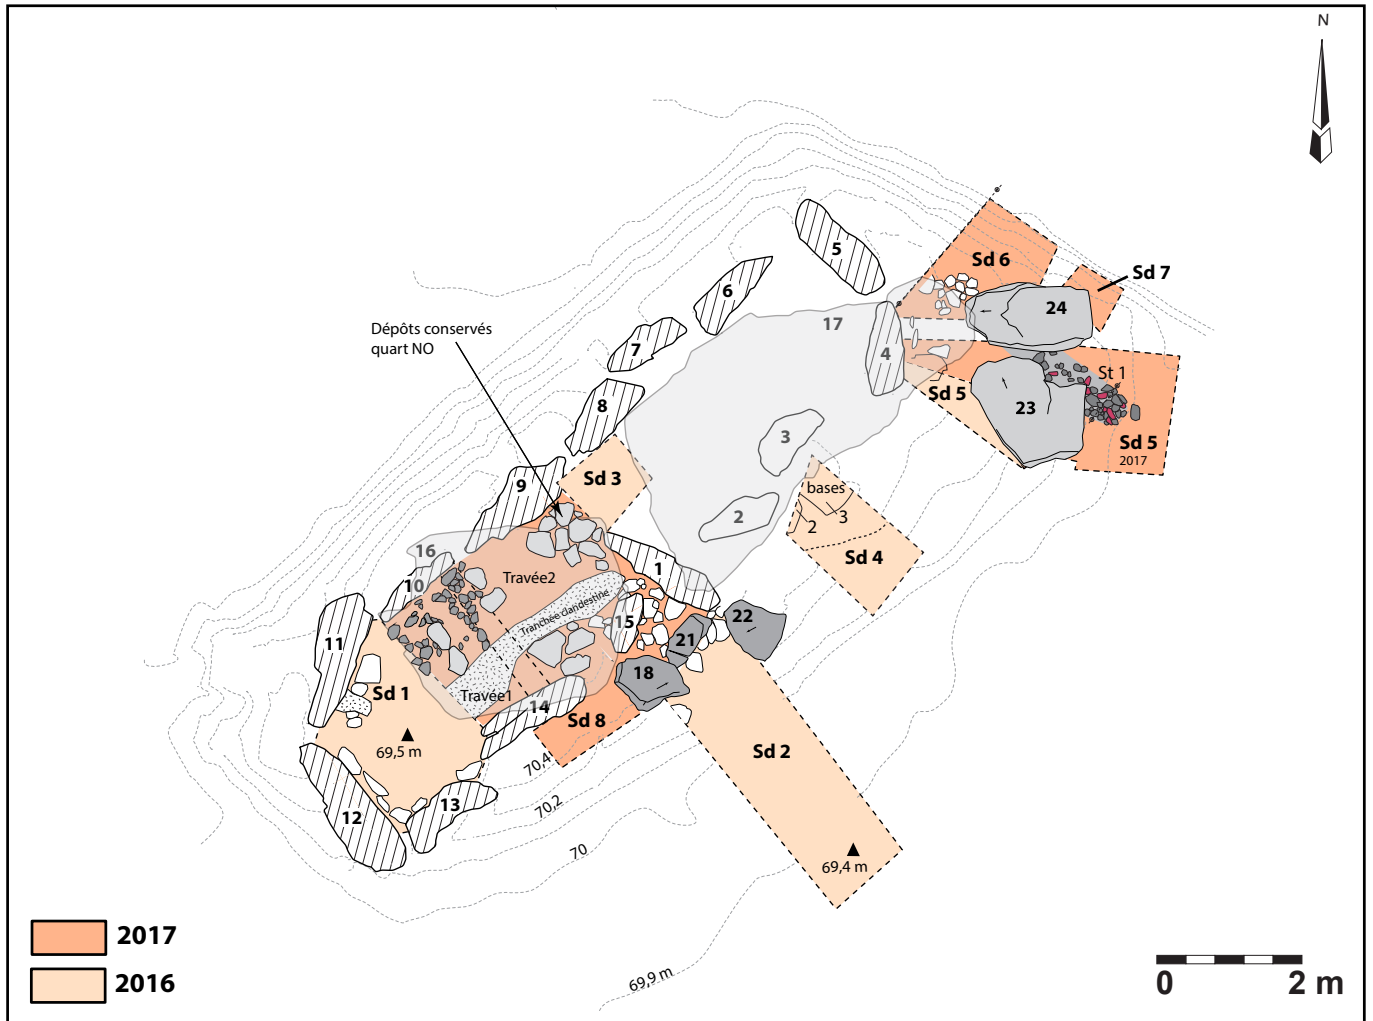 N
5
Sd 6
Sd 7
6
24
17
Dépôts conservés
quart NO
7
4
St 1
8
Sd 5
23
3
Sd 5
2017
9
Sd 3
bases
2
2
3
16
Sd 4
1
10
Travée2
Tranchée clandestine
15
22
21
11
18
Sd 1
Travée1
14
Sd 8
69,5 m
Sd 2
70,4
13
12
70,2
70
69,4 m
2017
2016
69,9 m
0 2 m